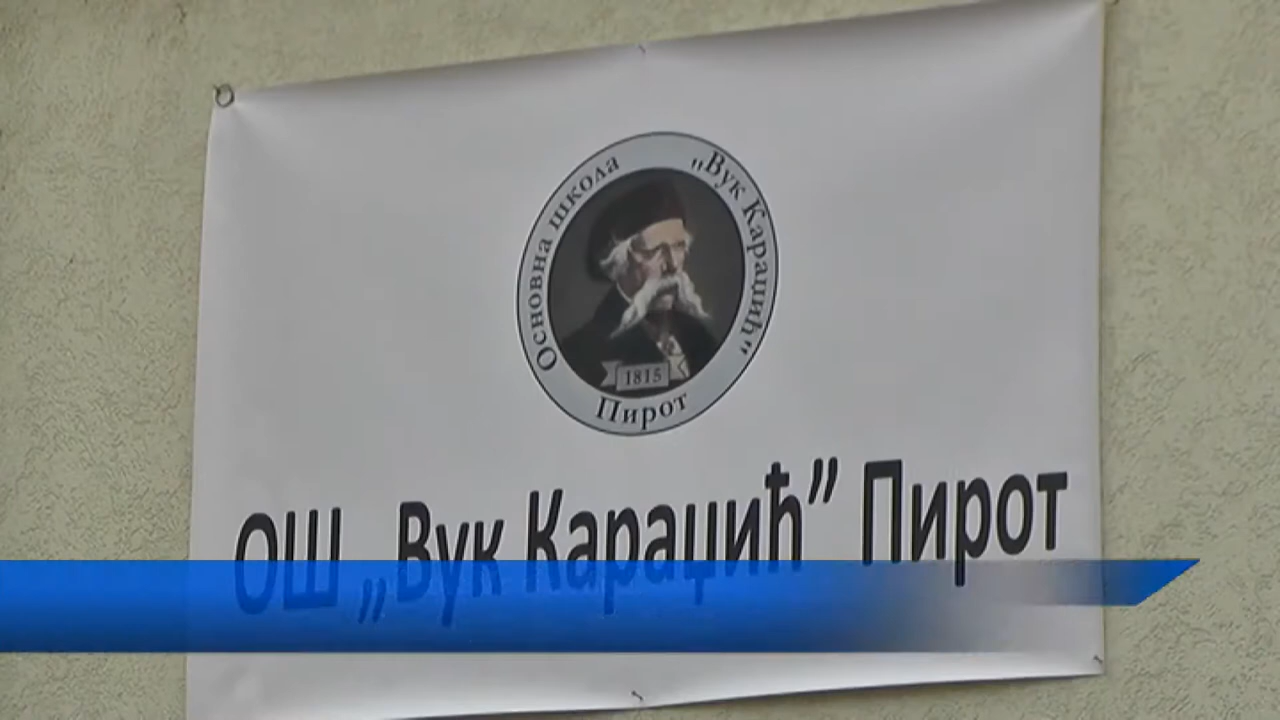 Основна школа
„Вук Караџић“
1815
Пирот
ОШ „Вук Караџић” Пирот